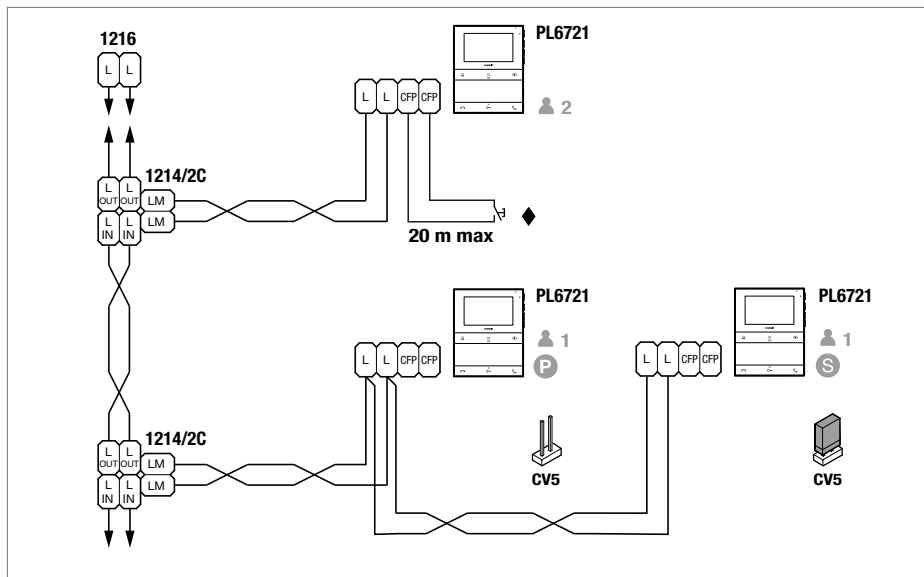 1216
L L
PL6721
L L CFP CFP
2
1214/2C
L OUT L OUT LM
L IN L IN LM
20 m max
PL6721
L L CFP CFP
1
P
PL6721
L L CFP CFP
1
S
1214/2C
L OUT L OUT LM
L IN L IN LM
CV5
CV5